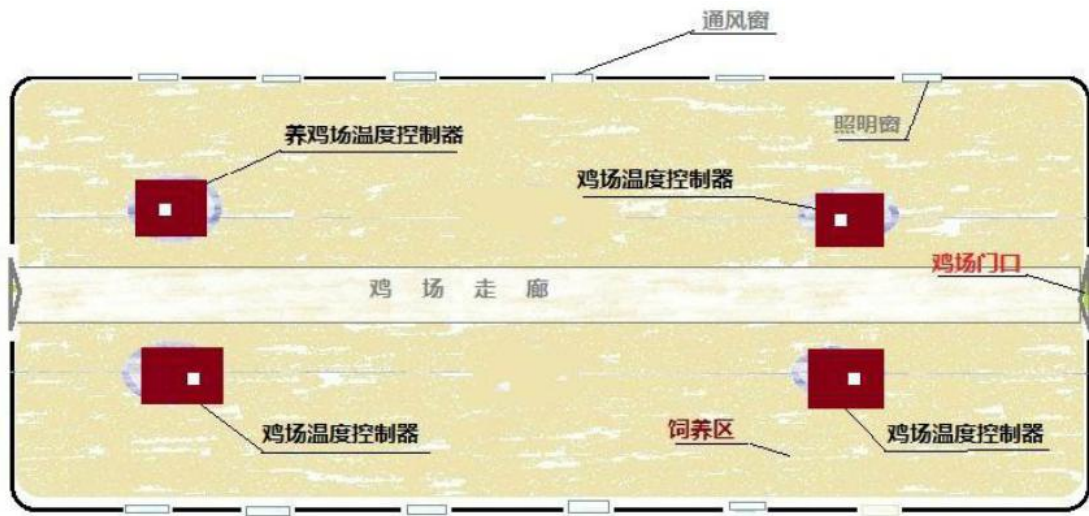 通风窗
照明窗
养鸡场温度控制器
鸡场温度控制器
鸡场门口
鸡 场 走 廊
鸡场温度控制器
饲养区
鸡场温度控制器